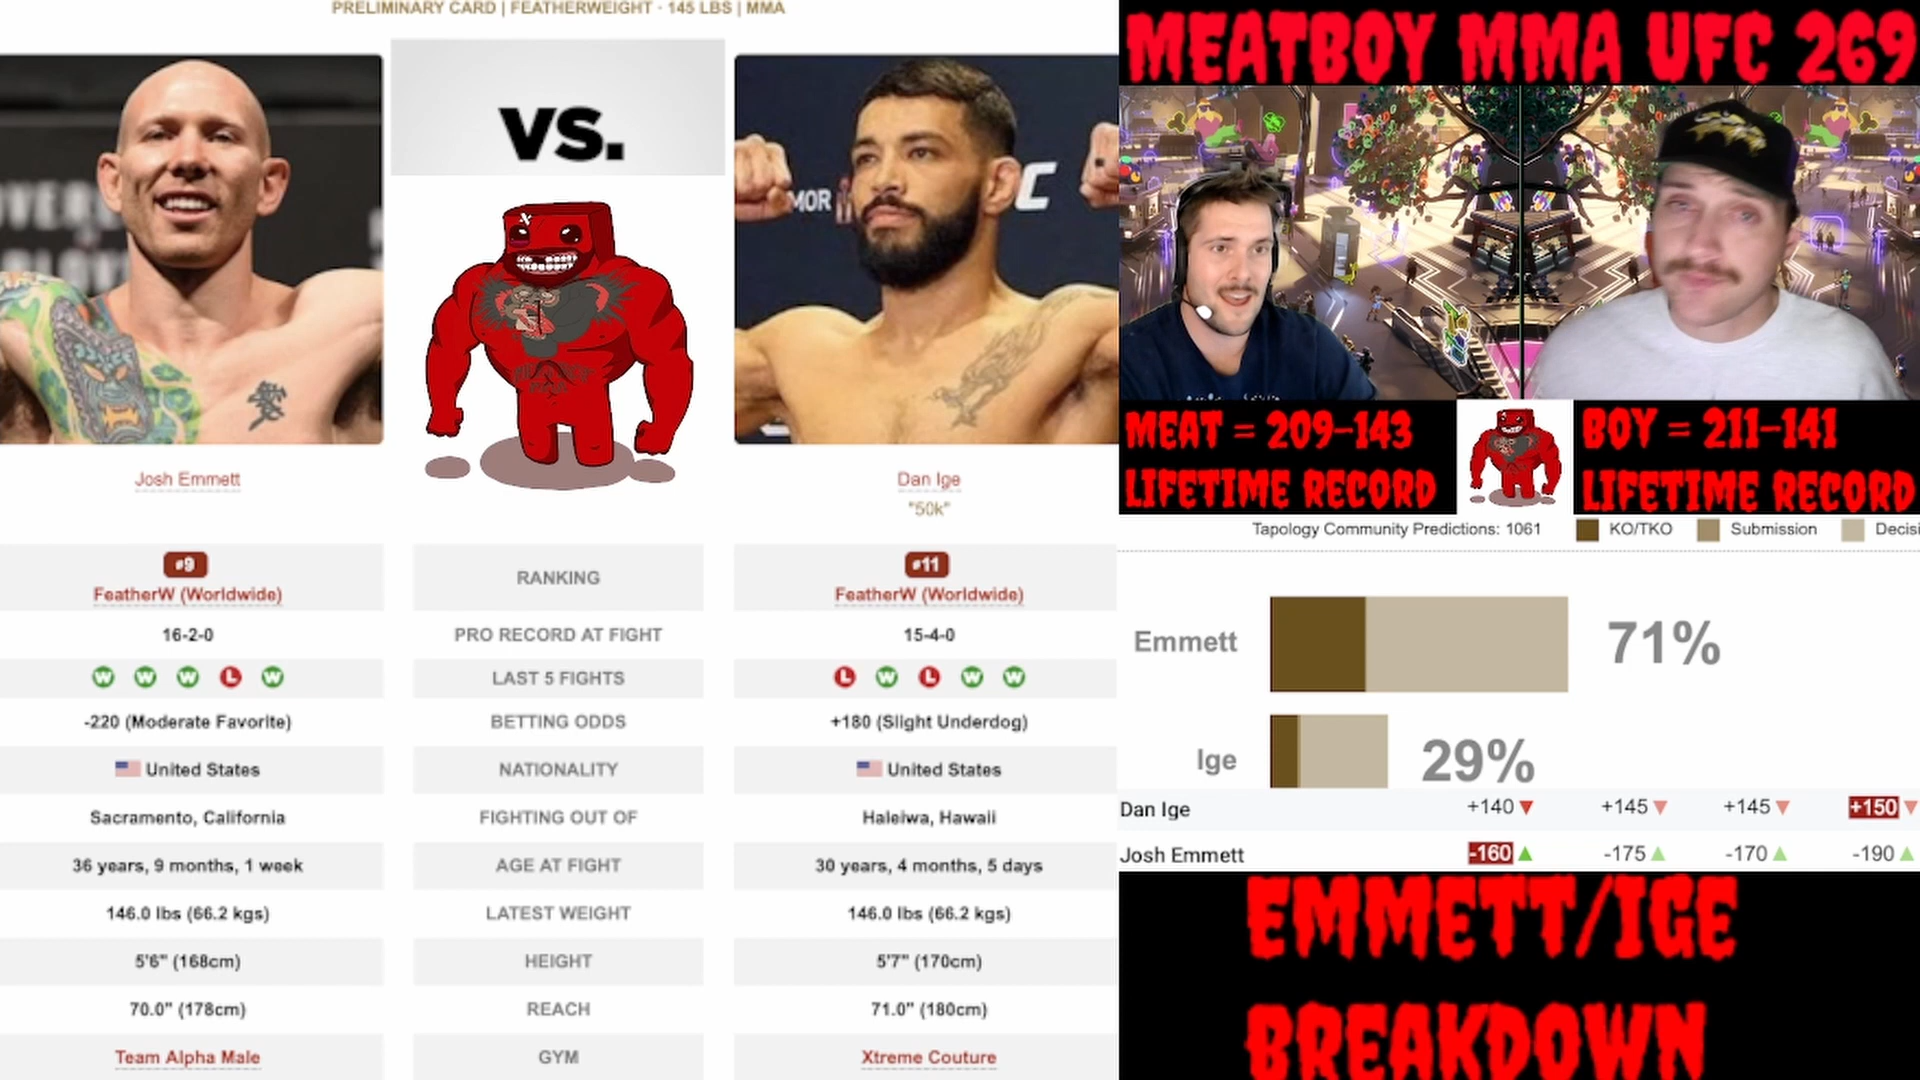 PRELIMINARY CARD | FEATHERWEIGHT · 145 LBS | MMA
VS.
Josh Emmett
Dan Ige
"50k"
#9
FeatherW (Worldwide)
RANKING
#11
FeatherW (Worldwide)
16-2-0
PRO RECORD AT FIGHT
15-4-0
W W W L W
LAST 5 FIGHTS
L W L W W
-220 (Moderate Favorite)
BETTING ODDS
+180 (Slight Underdog)
United States
NATIONALITY
United States
Sacramento, California
FIGHTING OUT OF
Haleiwa, Hawaii
36 years, 9 months, 1 week
AGE AT FIGHT
30 years, 4 months, 5 days
146.0 lbs (66.2 kgs)
LATEST WEIGHT
146.0 lbs (66.2 kgs)
5'6" (168cm)
HEIGHT
5'7" (170cm)
70.0" (178cm)
REACH
71.0" (180cm)
Team Alpha Male
GYM
Xtreme Couture
MEATBOY MMA UFC 269
MEAT = 209-143
LIFETIME RECORD
BOY = 211-141
LIFETIME RECORD
Tapology Community Predictions: 1061
KO/TKO
Submission
Decisi
Emmett
71%
Ige
29%
Dan Ige +140 +145 +145 +150
Josh Emmett -160 -175 -170 -190
EMMETT/IGE
BREAKDOWN